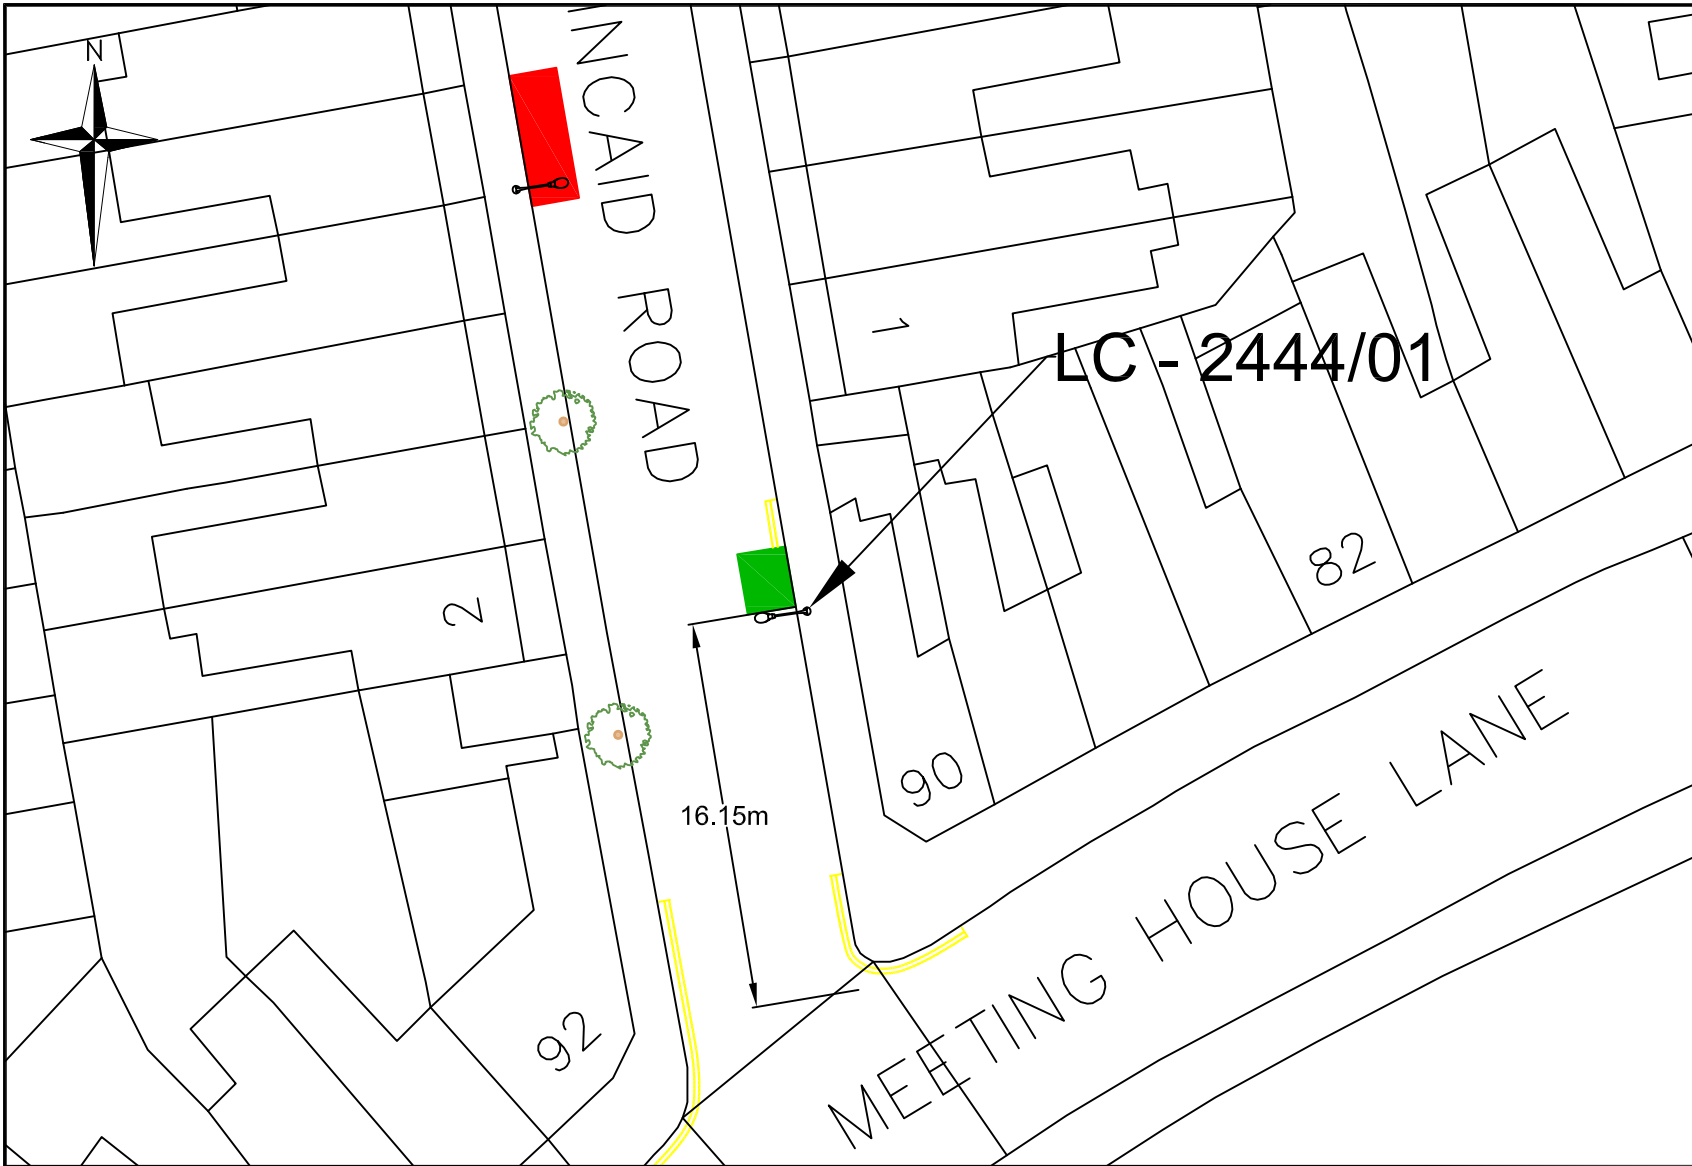 N
NCAID ROAD
1
LC - 2444/01
2
82
90
16.15m
92
MEETING HOUSE LANE